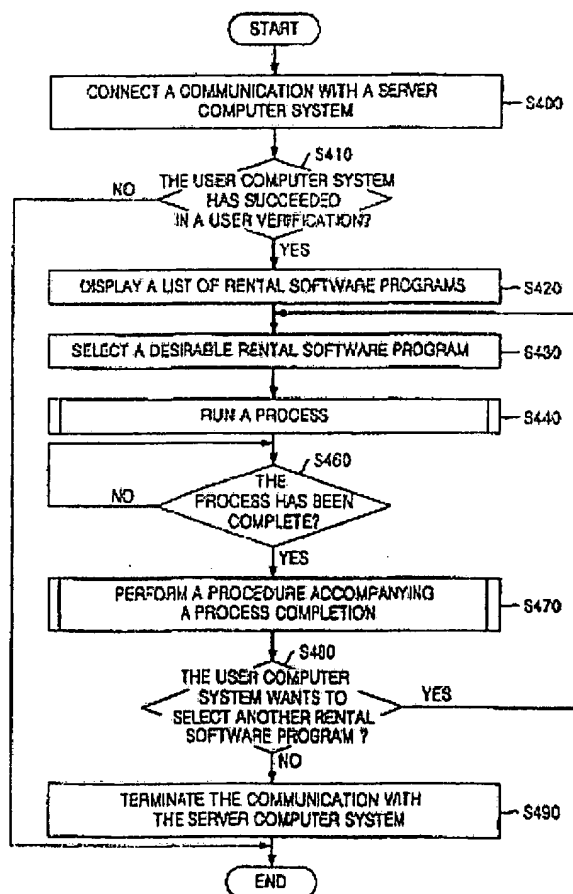 START
CONNECT A COMMUNICATION WITH A SERVER
COMPUTER SYSTEM
S400
S410
THE USER COMPUTER SYSTEM
HAS SUCCEEDED
IN A USER VERIFICATION?
NO
YES
DISPLAY A LIST OF RENTAL SOFTWARE PROGRAMS
S420
SELECT A DESIRABLE RENTAL SOFTWARE PROGRAM
S430
RUN A PROCESS
S440
S460
THE
PROCESS HAS BEEN
COMPLETE?
NO
YES
PERFORM A PROCEDURE ACCOMPANYING
A PROCESS COMPLETION
S470
S480
THE USER COMPUTER
SYSTEM WANTS TO
SELECT ANOTHER RENTAL
SOFTWARE PROGRAM ?
YES
NO
TERMINATE THE COMMUNICATION WITH
THE SERVER COMPUTER SYSTEM
S490
END